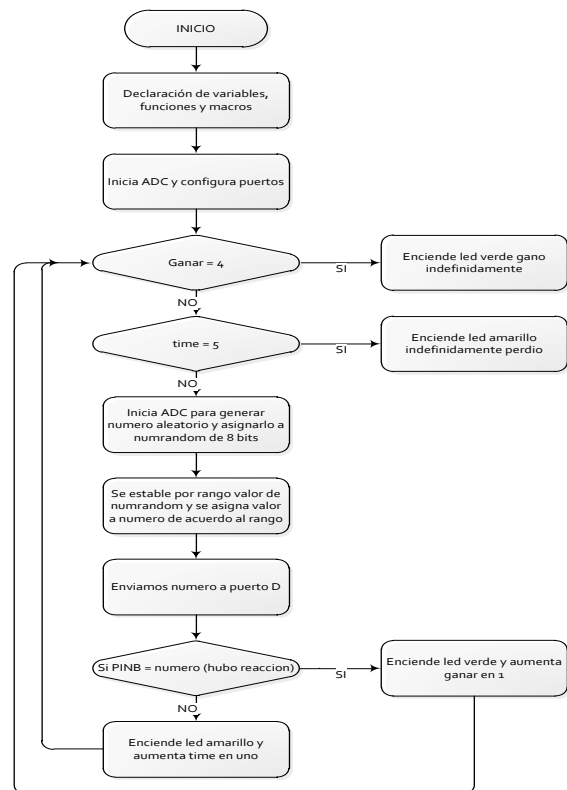 INICIO
Declaración de variables,
funciones y macros
Inicia ADC y configura puertos
Ganar = 4
SI
Enciende led verde gano
indefinidamente
NO
time = 5
SI
Enciende led amarillo
indefinidamente perdio
NO
Inicia ADC para generar
numero aleatorio y asignarlo a
numrandom de 8 bits
Se estable por rango valor de
numrandom y se asigna valor
a numero de acuerdo al rango
Enviamos numero a puerto D
Si PINB = numero (hubo reaccion)
SI
Enciende led verde y aumenta
ganar en 1
NO
Enciende led amarillo y
aumenta time en uno